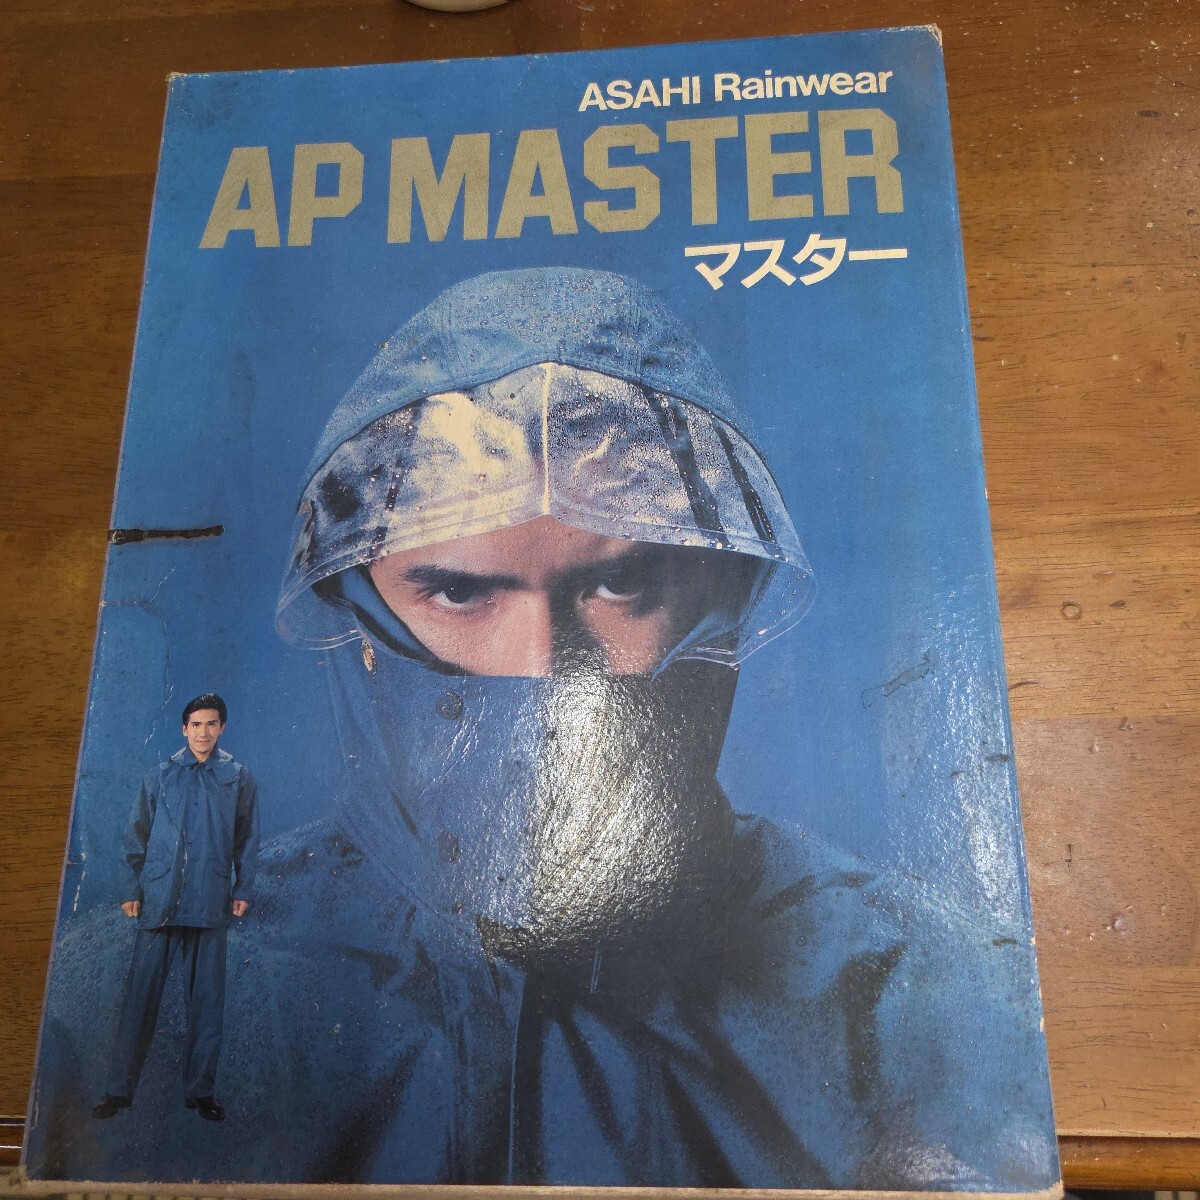 ASAHI Rainwear
AP MASTER
マスター